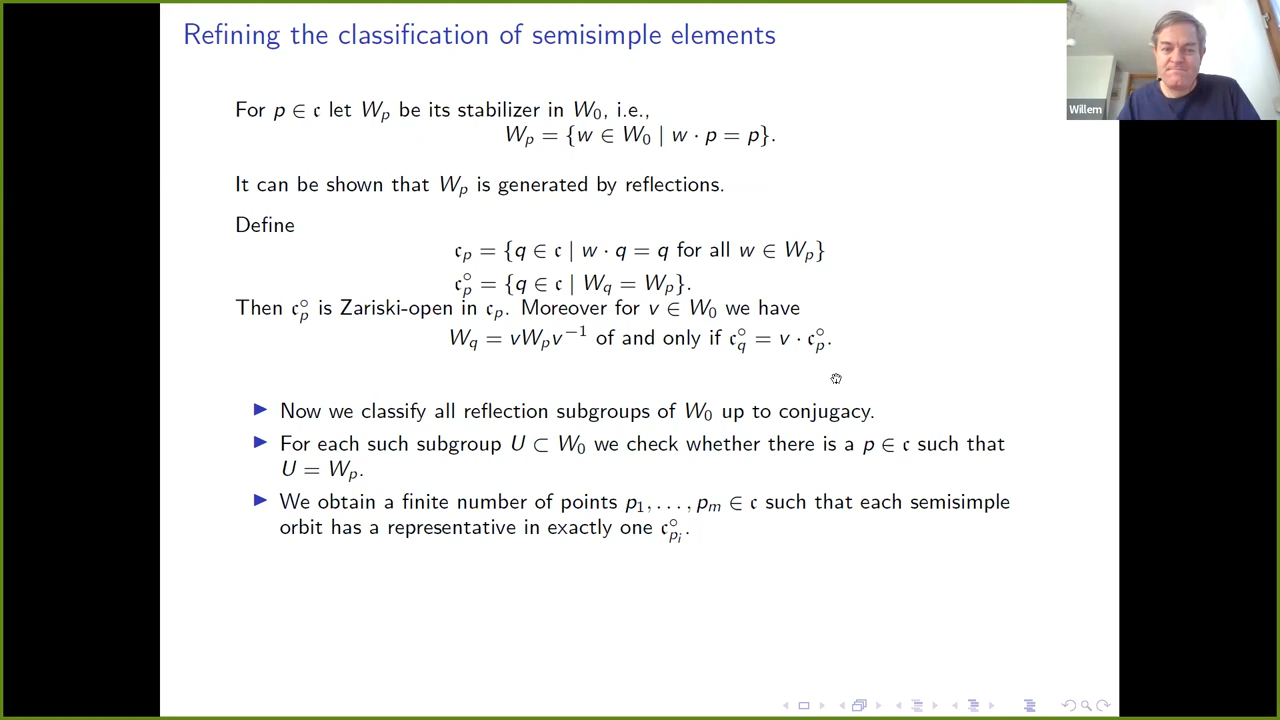 Refining the classification of semisimple elements
Willem
For p ∈ 𝔠 let W_p be its stabilizer in W_0, i.e.,
W_p = {w ∈ W_0 | w · p = p}.
It can be shown that W_p is generated by reflections.
Define
𝔠_p = {q ∈ 𝔠 | w · q = q for all w ∈ W_p}
𝔠_p^∘ = {q ∈ 𝔠 | W_q = W_p}.
Then 𝔠_p^∘ is Zariski-open in 𝔠_p. Moreover for v ∈ W_0 we have
W_q = vW_pv^{-1} of and only if 𝔠_q^∘ = v · 𝔠_p^∘.
▶ Now we classify all reflection subgroups of W_0 up to conjugacy.
▶ For each such subgroup U ⊂ W_0 we check whether there is a p ∈ 𝔠 such that
U = W_p.
▶ We obtain a finite number of points p_1, . . . , p_m ∈ 𝔠 such that each semisimple
orbit has a representative in exactly one 𝔠_{p_i}^∘.